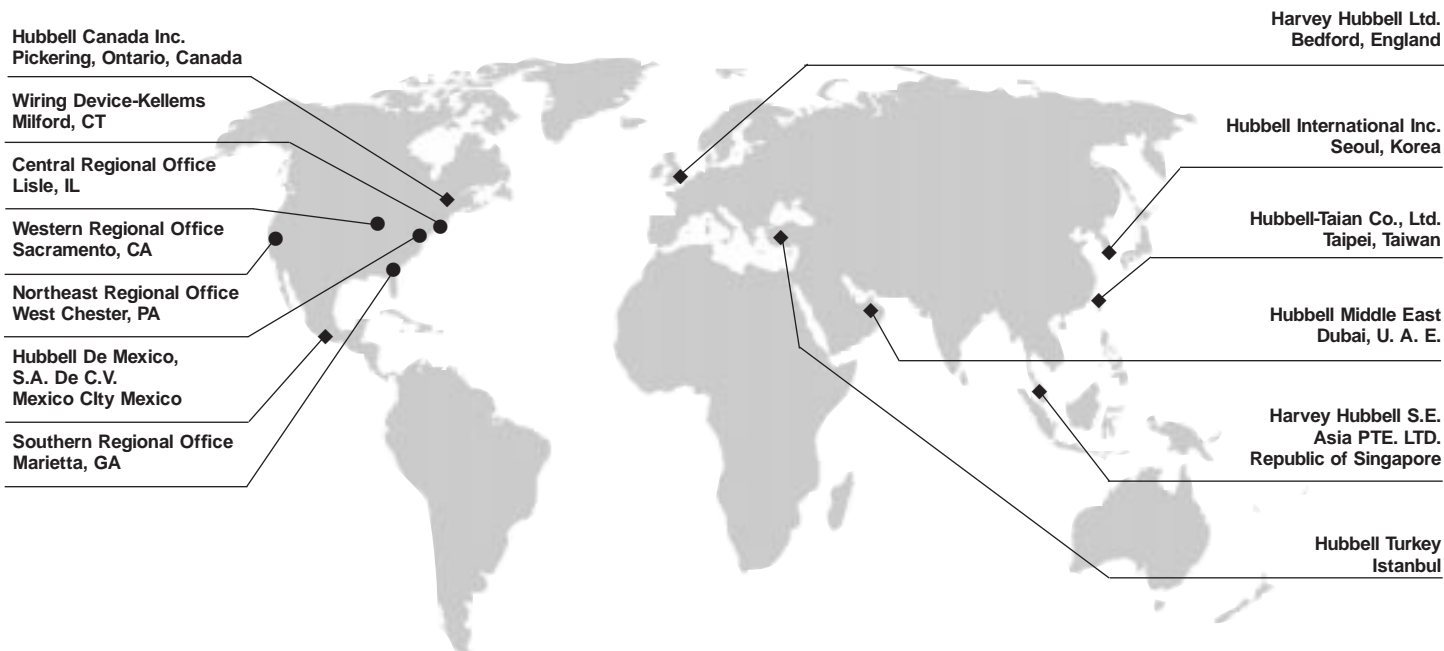 Hubbell Canada Inc.
Pickering, Ontario, Canada
Wiring Device-Kellems
Milford, CT
Central Regional Office
Lisle, IL
Western Regional Office
Sacramento, CA
Northeast Regional Office
West Chester, PA
Hubbell De Mexico,
S.A. De C.V.
Mexico CIty Mexico
Southern Regional Office
Marietta, GA
Harvey Hubbell Ltd.
Bedford, England
Hubbell International Inc.
Seoul, Korea
Hubbell-Taian Co., Ltd.
Taipei, Taiwan
Hubbell Middle East
Dubai, U. A. E.
Harvey Hubbell S.E.
Asia PTE. LTD.
Republic of Singapore
Hubbell Turkey
Istanbul